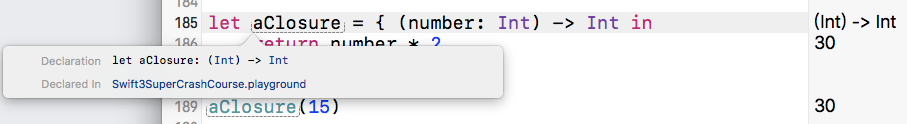 184
185 let aClosure = { (number: Int) -> Int in (Int) -> Int
186 return number * 2 30
Declaration let aClosure: (Int) -> Int
Declared In Swift3SuperCrashCourse.playground
189 aClosure(15) 30